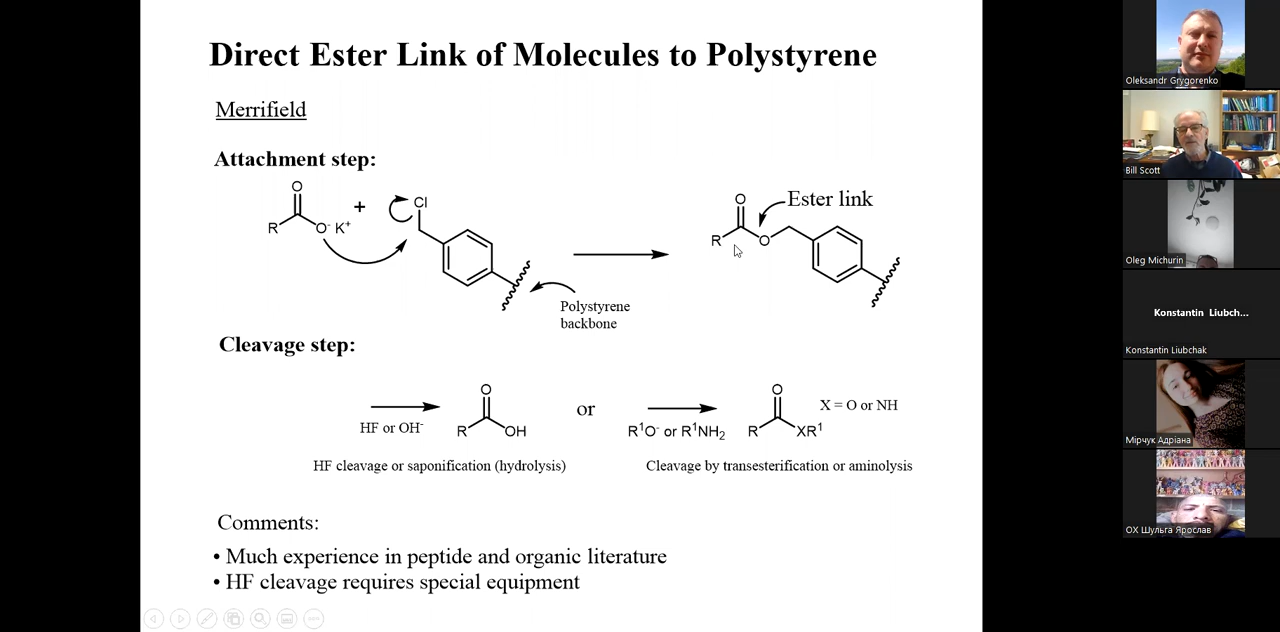 Direct Ester Link of Molecules to Polystyrene
Merrifield
Attachment step:
O
R
O⁻ K⁺
+
Cl
Polystyrene
backbone
O
R
O
Ester link
Cleavage step:
HF or OH⁻
O
R
OH
HF cleavage or saponification (hydrolysis)
or
R¹O⁻ or R¹NH₂
O
R
XR¹
X = O or NH
Cleavage by transesterification or aminolysis
Comments:
• Much experience in peptide and organic literature
• HF cleavage requires special equipment
Oleksandr Grygorenko
Bill Scott
Oleg Michurin
Konstantin Liubch...
Konstantin Liubchak
Мірчук Адріана
ОХ Шульга Ярослав